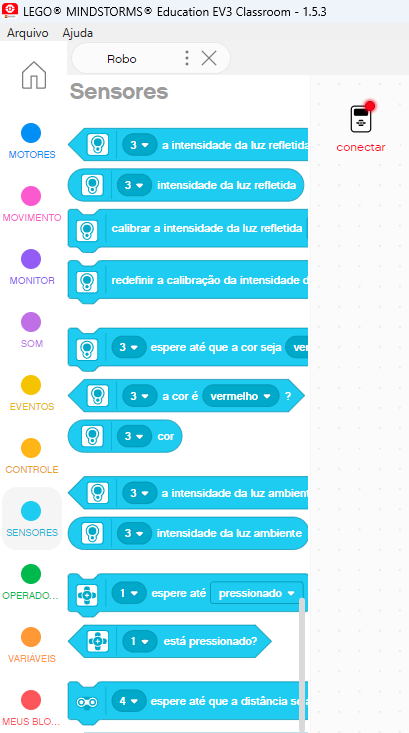 LEGO® MINDSTORMS® Education EV3 Classroom - 1.5.3
Arquivo Ajuda
Robo
Sensores
MOTORES
MOVIMENTO
MONITOR
SOM
EVENTOS
CONTROLE
SENSORES
OPERADO...
VARIÁVEIS
MEUS BLO...
3 a intensidade da luz refletida
3 intensidade da luz refletida
calibrar a intensidade da luz refletida
redefinir a calibração da intensidade d
3 espere até que a cor seja ver
3 a cor é vermelho ?
3 cor
3 a intensidade da luz ambient
3 intensidade da luz ambiente
1 espere até pressionado
1 está pressionado?
4 espere até que a distância se
conectar